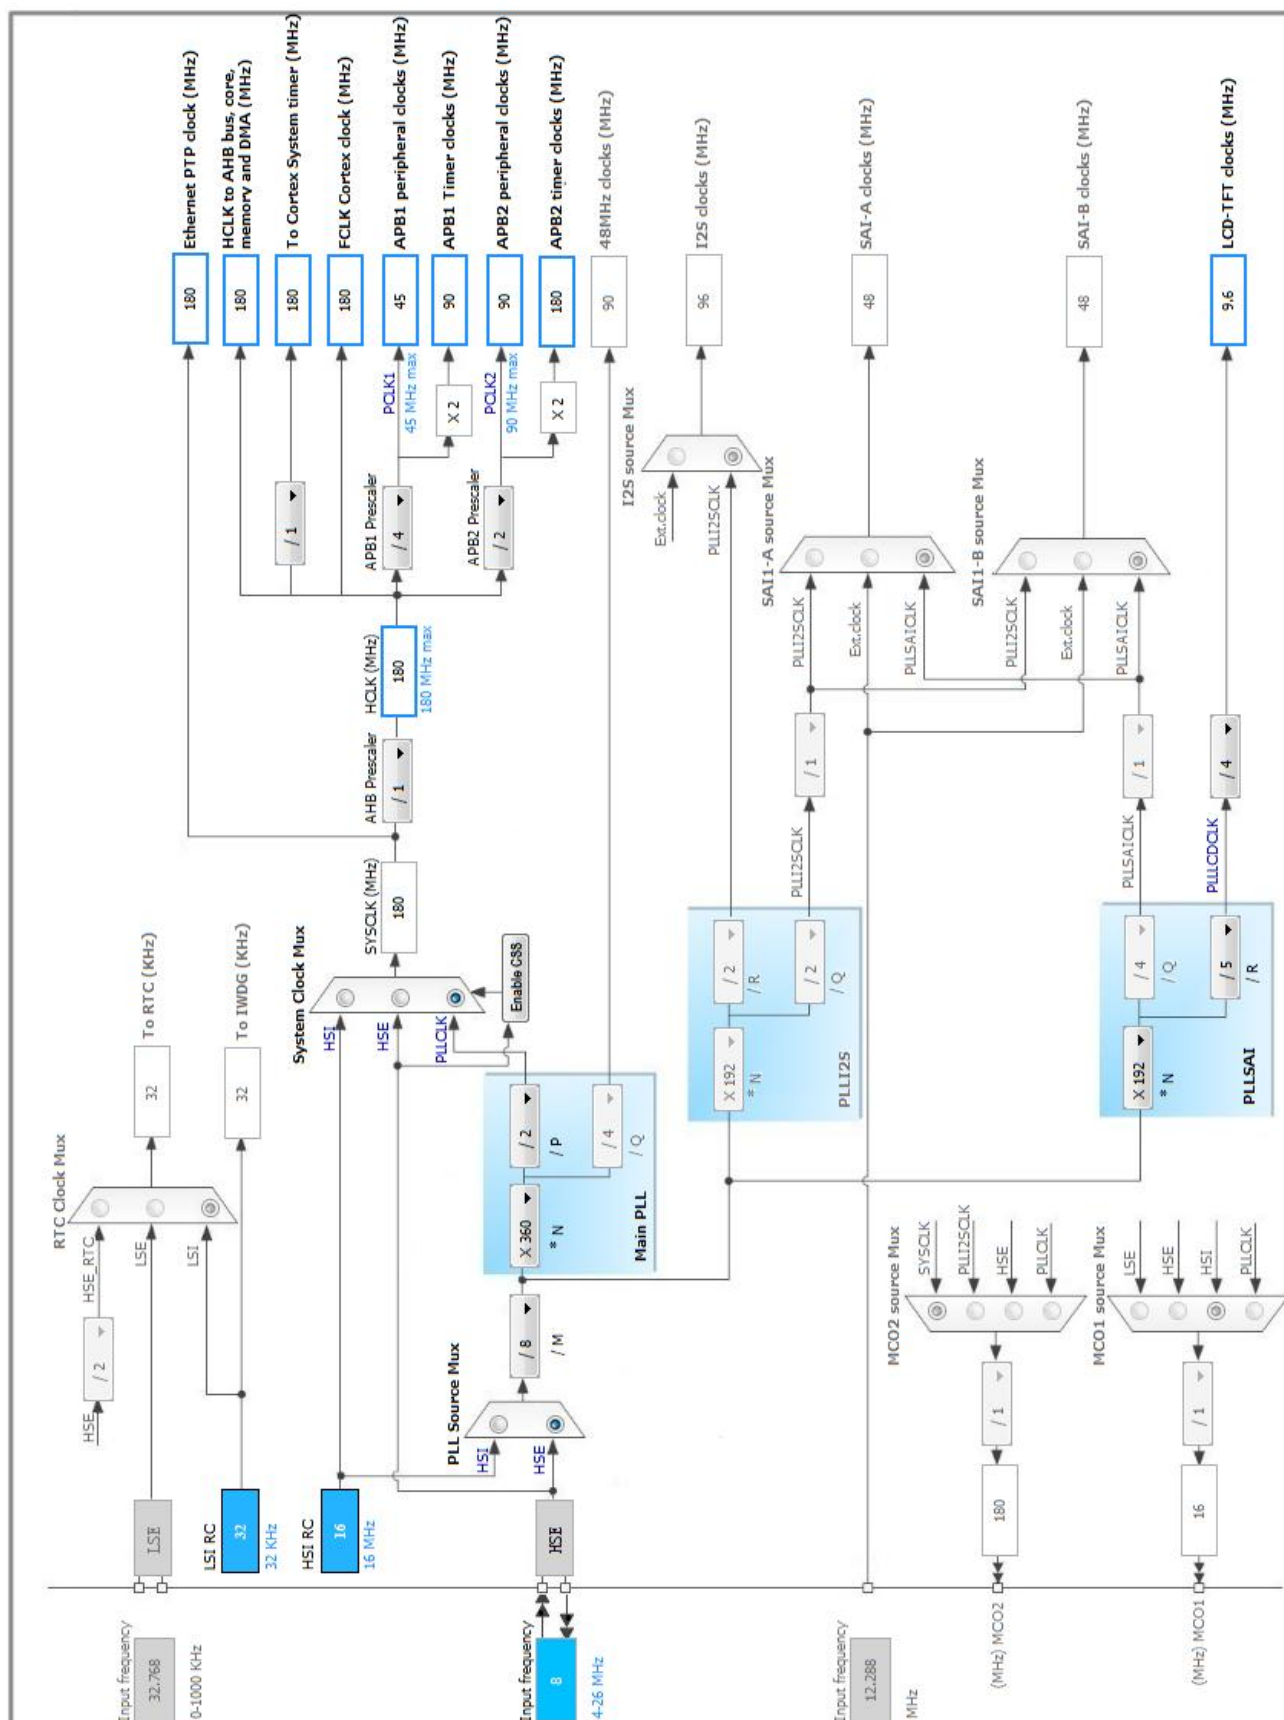 Input frequency
32.768
0-1000 KHz
LSE
LSI RC
32
32 KHz
HSI RC
16
16 MHz
Input frequency
8
4-26 MHz
HSE
Input frequency
12.288
MHz
HSE
/ 2
HSE_RTC
LSE
LSI
RTC Clock Mux
32
To RTC (KHz)
32
To IWDG (KHz)
System Clock Mux
HSI
HSE
PLLCLK
Enable CSS
SYSCLK (MHz)
180
AHB Prescaler
/ 1
HCLK (MHz)
180
180 MHz max
/ 1
APB1 Prescaler
/ 4
PCLK1
45 MHz max
X 2
APB2 Prescaler
/ 2
PCLK2
90 MHz max
X 2
180
Ethernet PTP clock (MHz)
180
HCLK to AHB bus, core,
memory and DMA (MHz)
180
To Cortex System timer (MHz)
180
FCLK Cortex clock (MHz)
45
APB1 peripheral clocks (MHz)
90
APB1 Timer clocks (MHz)
90
APB2 peripheral clocks (MHz)
180
APB2 timer clocks (MHz)
90
48MHz clocks (MHz)
PLL Source Mux
HSI
HSE
/ 8
/ M
X 360
* N
/ 2
/ P
/ 4
/ Q
Main PLL
X 192
* N
/ 2
/ R
/ 2
/ Q
PLLI2S
PLLI2SCLK
/ 1
I2S source Mux
Ext.clock
PLLI2SCLK
96
I2S clocks (MHz)
SAI1-A source Mux
PLLI2SCLK
Ext.clock
PLLSAICLK
48
SAI-A clocks (MHz)
SAI1-B source Mux
PLLI2SCLK
Ext.clock
PLLSAICLK
48
SAI-B clocks (MHz)
X 192
* N
/ 4
/ Q
/ 5
/ R
PLLSAI
PLLSAICLK
/ 1
PLLLCDCLK
/ 4
9.6
LCD-TFT clocks (MHz)
MCO2 source Mux
SYSCLK
PLLI2SCLK
HSE
PLLCLK
/ 1
180
(MHz) MCO2
MCO1 source Mux
LSE
HSE
HSI
PLLCLK
/ 1
16
(MHz) MCO1